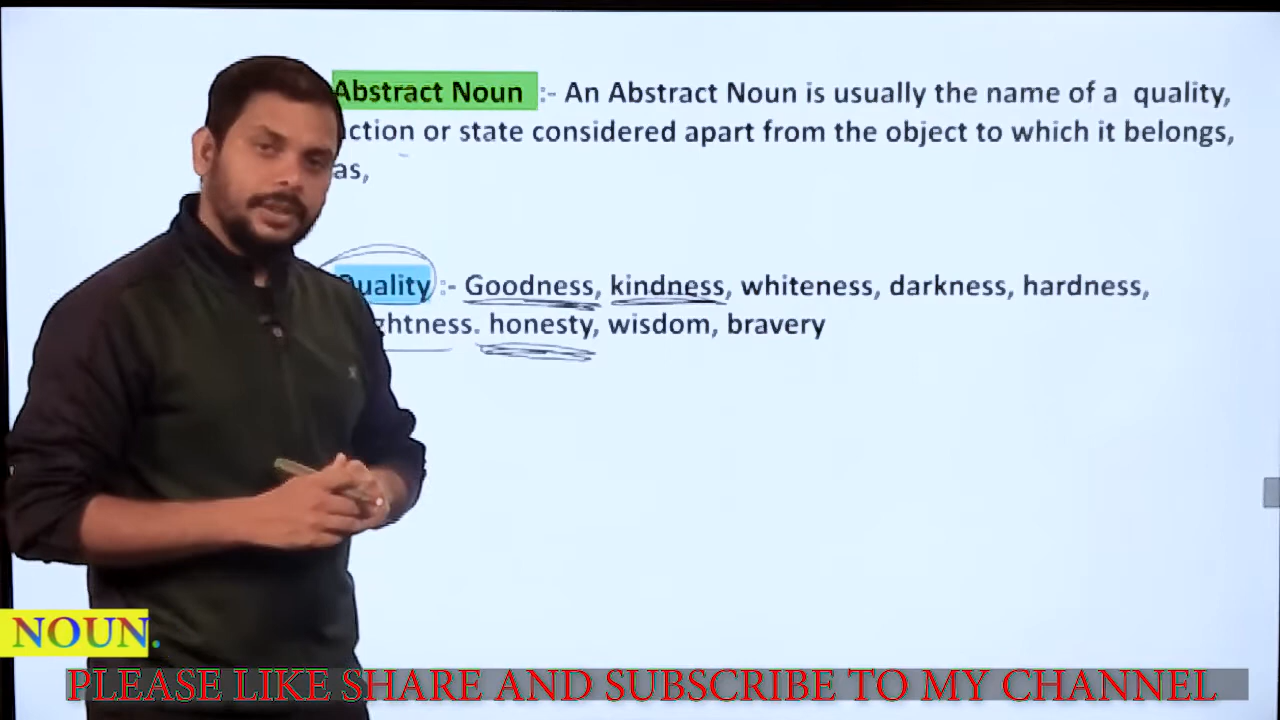 Abstract Noun :- An Abstract Noun is usually the name of a quality,
or state considered apart from the object to which it belongs,
as,
Quality :- Goodness, kindness, whiteness, darkness, hardness,
honesty, wisdom, bravery
NOUN.
PLEASE LIKE SHARE AND SUBSCRIBE TO MY CHANNEL